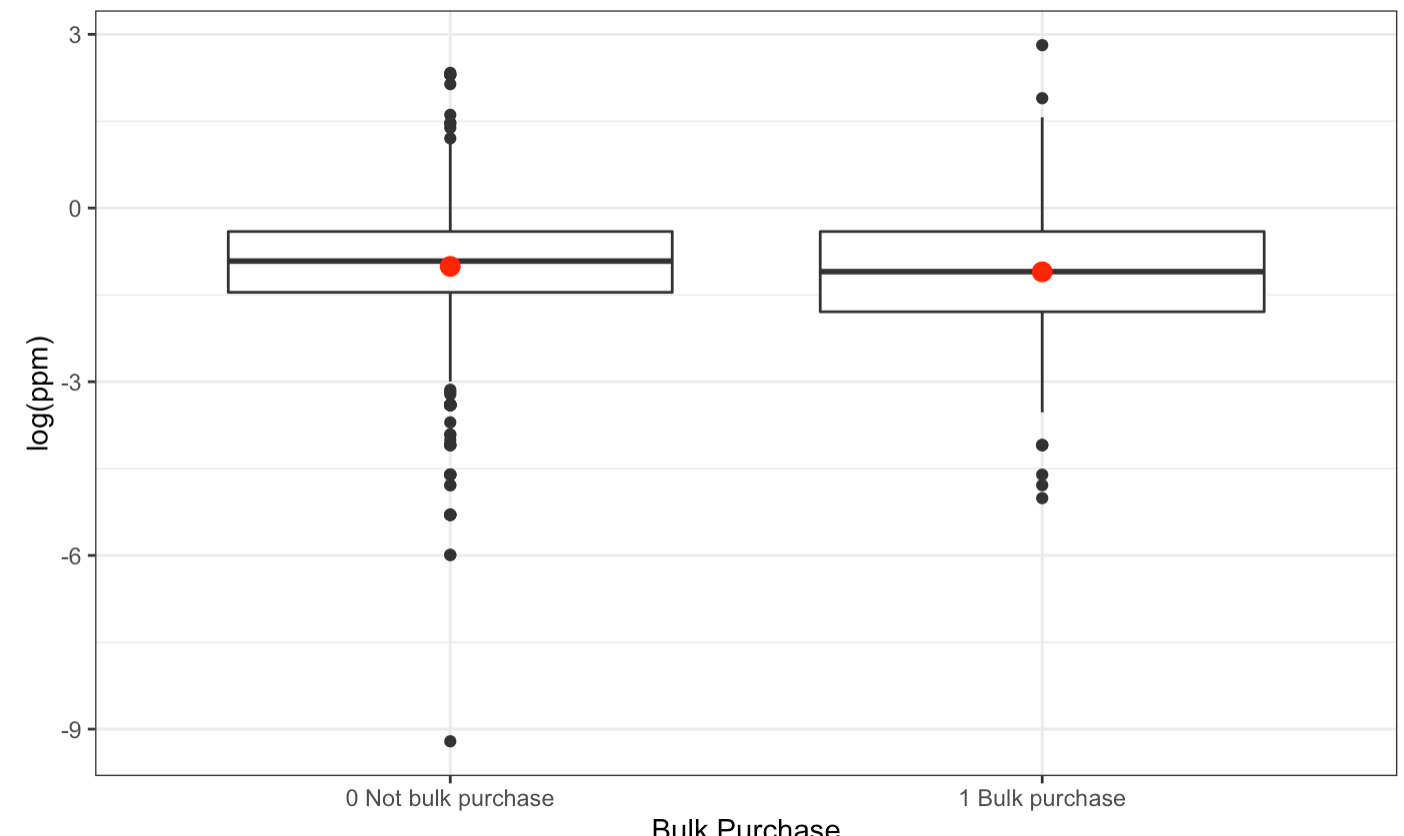 3
0
-3
-6
-9
log(ppm)
0 Not bulk purchase
1 Bulk purchase
Bulk Purchase